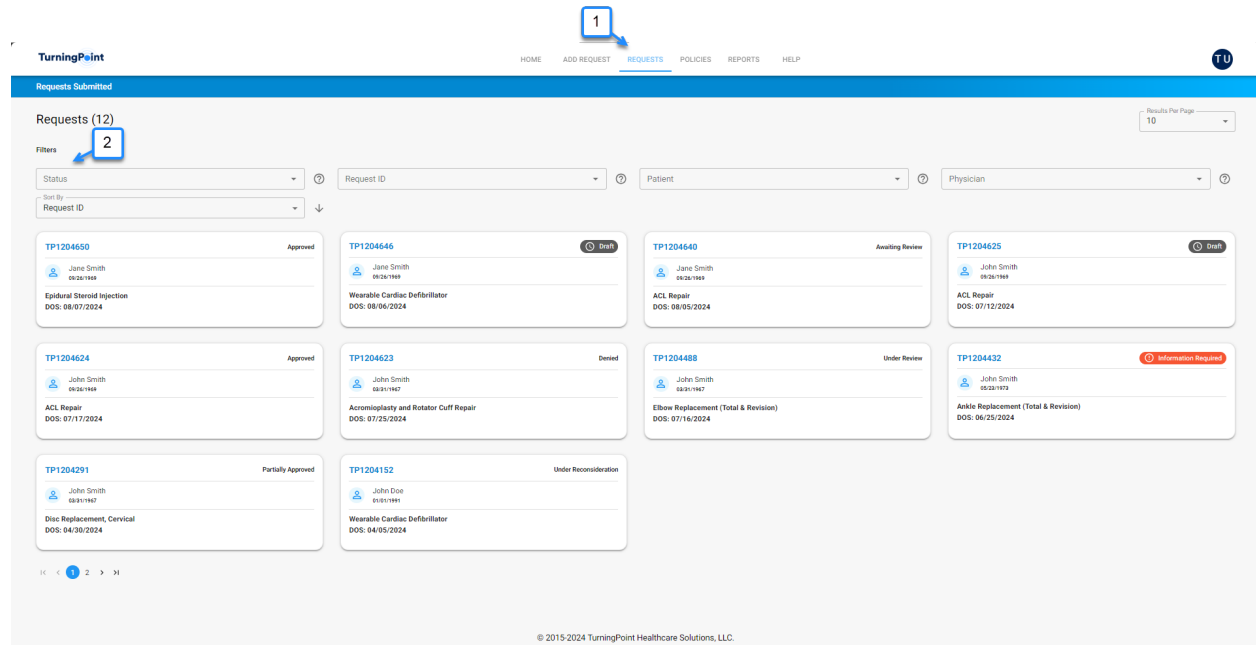 1
TurningPoint
HOME ADD REQUEST REQUESTS POLICIES REPORTS HELP
TU
Requests Submitted
Requests (12)
Results Per Page
10
2
Filters
Status Request ID Patient Physician
Sort By
Request ID
TP1204650 Approved
Jane Smith
09/26/1969
Epidural Steroid Injection
DOS: 08/07/2024
TP1204646 Draft
Jane Smith
09/26/1969
Wearable Cardiac Defibrillator
DOS: 08/06/2024
TP1204640 Awaiting Review
Jane Smith
09/26/1969
ACL Repair
DOS: 08/05/2024
TP1204625 Draft
John Smith
09/26/1969
ACL Repair
DOS: 07/12/2024
TP1204624 Approved
John Smith
09/26/1969
ACL Repair
DOS: 07/17/2024
TP1204623 Denied
John Smith
03/31/1967
Acromioplasty and Rotator Cuff Repair
DOS: 07/25/2024
TP1204488 Under Review
John Smith
03/31/1967
Elbow Replacement (Total & Revision)
DOS: 07/16/2024
TP1204432 Information Required
John Smith
05/23/1973
Ankle Replacement (Total & Revision)
DOS: 06/25/2024
TP1204291 Partially Approved
John Smith
03/31/1967
Disc Replacement, Cervical
DOS: 04/30/2024
TP1204152 Under Reconsideration
John Doe
01/01/1991
Wearable Cardiac Defibrillator
DOS: 04/05/2024
1 2
© 2015-2024 TurningPoint Healthcare Solutions, LLC.